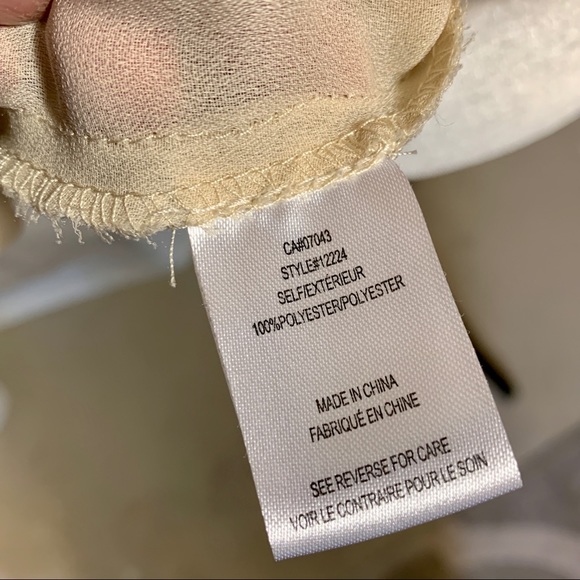 CA#07043
STYLE#12224
SELF/EXTÉRIEUR
100%POLYESTER/POLYESTER
MADE IN CHINA
FABRIQUÉ EN CHINE
SEE REVERSE FOR CARE
VOIR LE CONTRAIRE POUR LE SOIN